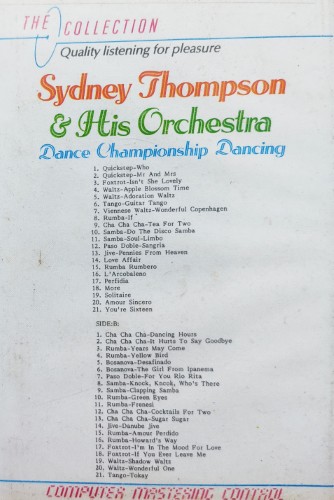 THE COLLECTION
Quality listening for pleasure
Sydney Thompson
& His Orchestra
Dance Championship Dancing
1. Quickstep-Who
2. Quickstep-Mr And Mrs
3. Foxtrot-Isn't She Lovely
4. Waltz-Apple Blossom Time
5. Waltz-Adoration Waltz
6. Tango-Guitar Tango
7. Viennese Waltz-Wonderful Copenhagen
8. Rumba-If
9. Cha Cha Cha-Tea For Two
10. Samba-Do The Disco Samba
11. Samba-Soul-Limbo
12. Paso Doble-Sangria
13. Jive-Pennies From Heaven
14. Love Affair
15. Rumba Rumbero
16. L'Arcobaleno
17. Perfidia
18. More
19. Solitaire
20. Amour Sincero
21. You're Sixteen
SIDE:B:
1. Cha Cha Cha-Dancing Hours
2. Cha Cha Cha-It Hurts To Say Goodbye
3. Rumba-Years May Come
4. Rumba-Yellow Bird
5. Bozanova-Desafinado
6. Bozanova-The Girl From Ipanema
7. Paso Doble-For You Rio Rita
8. Samba-Knock, Knock, Who's There
9. Samba-Clapping Samba
10. Rumba-Green Eyes
11. Rumba-Frenesi
12. Cha Cha Cha-Cocktails For Two
13. Cha Cha Cha-Sugar Sugar
14. Jive-Danube Jive
15. Rumba-Amour Perdido
16. Rumba-Howard's Way
17. Foxtrot-I'm In The Mood For Love
18. Foxtrot-If You Ever Leave Me
19. Waltz-Shadow Waltz
20. Waltz-Wonderful One
21. Tango-Tokay
COMPUTER MASTERING CONTROL